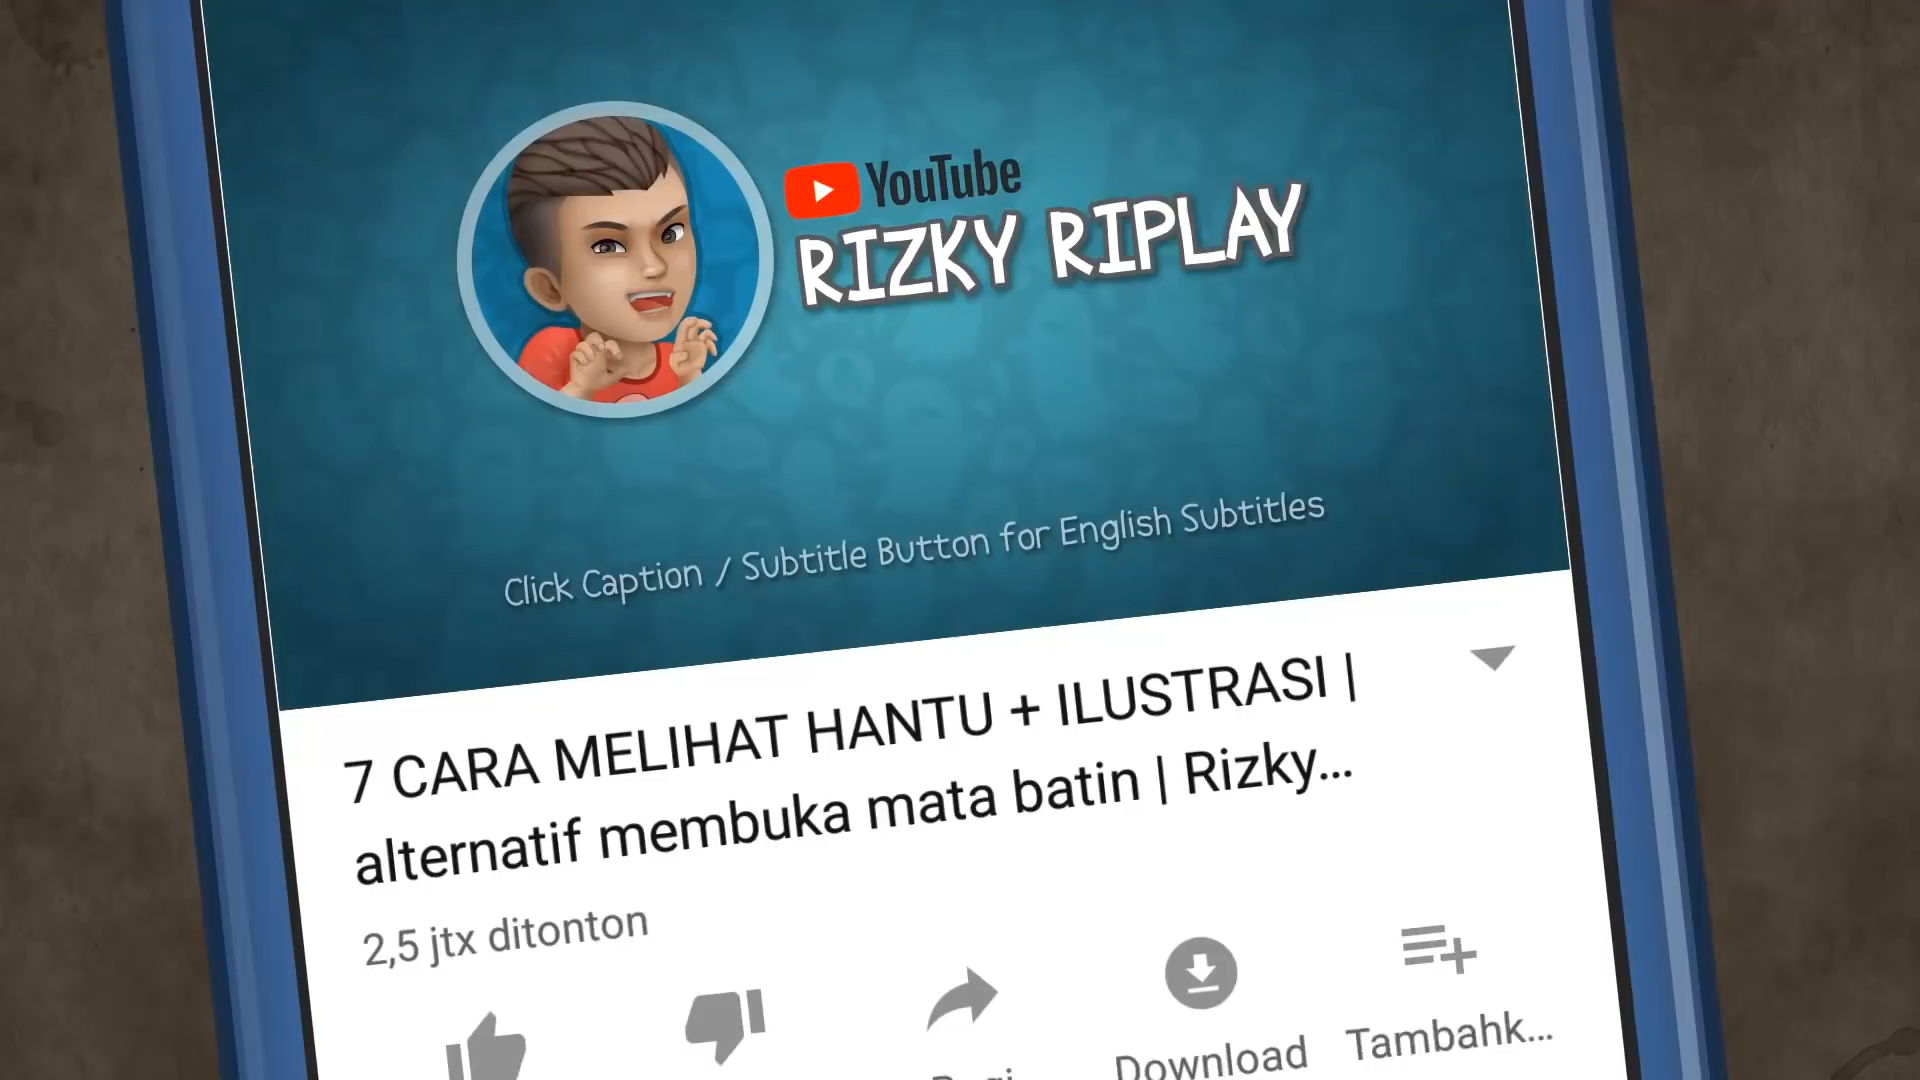 YouTube
RIZKY RIPLAY
Click Caption / Subtitle Button for English Subtitles
7 CARA MELIHAT HANTU + ILUSTRASI |
alternatif membuka mata batin | Rizky...
2,5 jtx ditonton
Download
Tambahk...